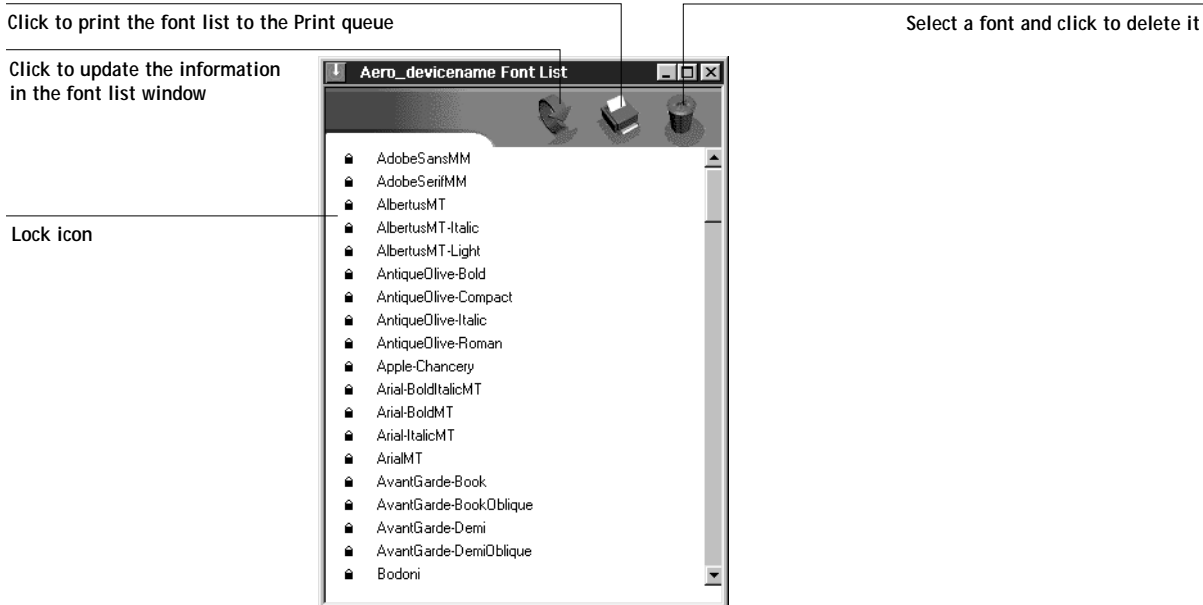 Click to print the font list to the Print queue
Select a font and click to delete it
Click to update the information
in the font list window
Aero_devicename Font List
AdobeSansMM
AdobeSerifMM
AlbertusMT
Lock icon
AlbertusMT-Italic
AlbertusMT-Light
AntiqueOlive-Bold
AntiqueOlive-Compact
AntiqueOlive-Italic
AntiqueOlive-Roman
Apple-Chancery
Arial-BoldItalicMT
Arial-BoldMT
Arial-ItalicMT
ArialMT
AvantGarde-Book
AvantGarde-BookOblique
AvantGarde-Demi
AvantGarde-DemiOblique
Bodoni